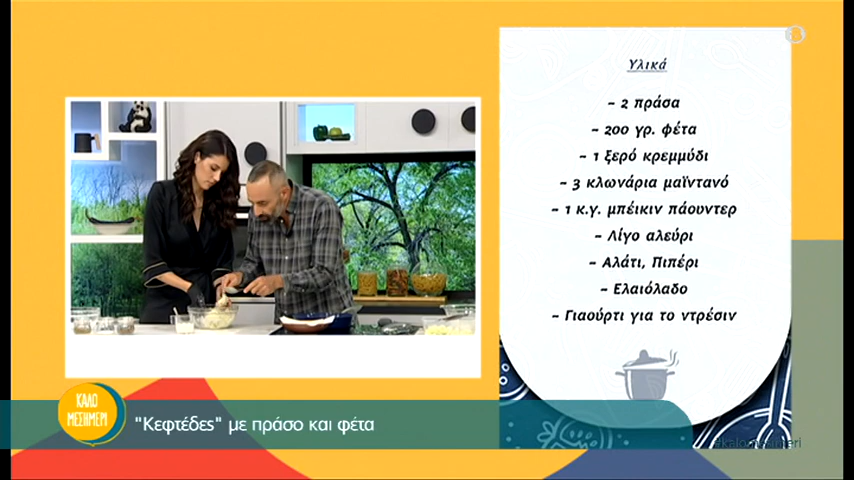 Υλικά
~ 2 πράσα
~ 200 γρ. φέτα
~ 1 ξερό κρεμμύδι
~ 3 κλωνάρια μαϊντανό
~ 1 κ.γ. μπέικιν πάουντερ
~ Λίγο αλεύρι
~ Αλάτι, Πιπέρι
~ Ελαιόλαδο
~ Γιαούρτι για το ντρέσιν
ΚΑΛΟ
ΜΕΣΗΜΕΡΙ
"Κεφτέδες" με πράσο και φέτα